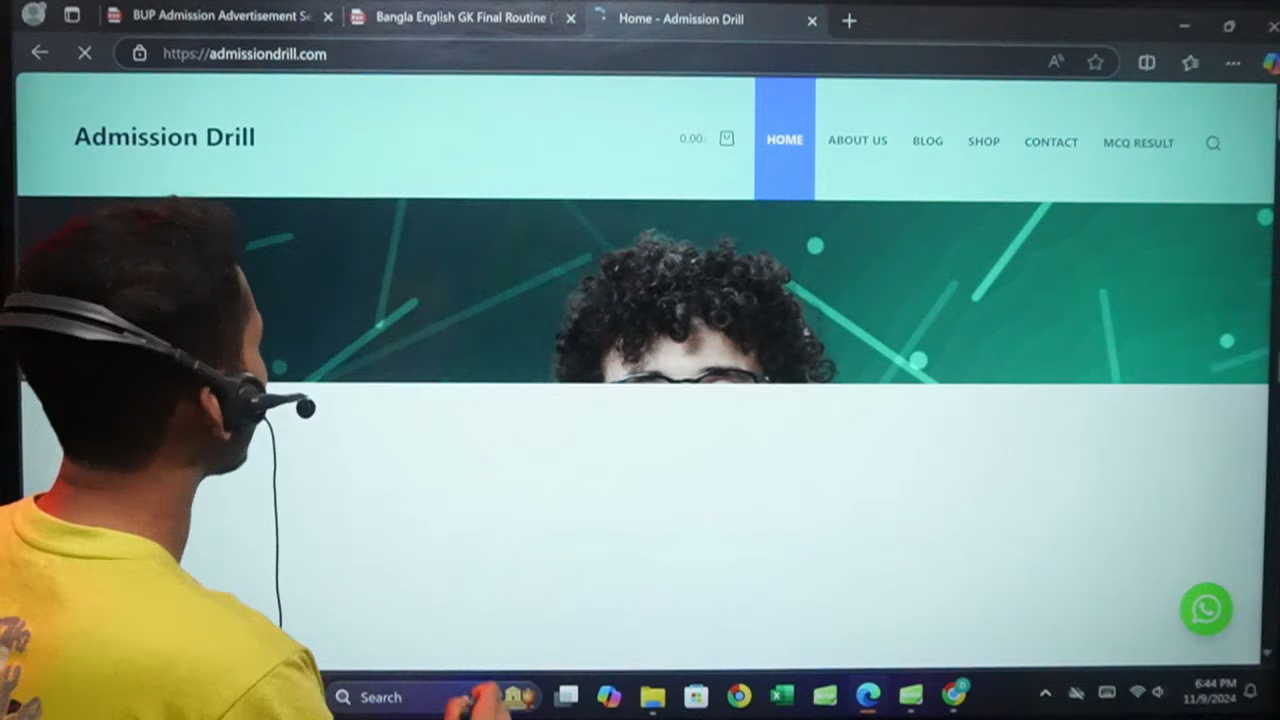 BUP Admission Advertisement Se
Bangla English GK Final Routine (
Home - Admission Drill
https://admissiondrill.com
Admission Drill
0.00
HOME
ABOUT US
BLOG
SHOP
CONTACT
MCQ RESULT
Search
6:44 PM
11/9/2024